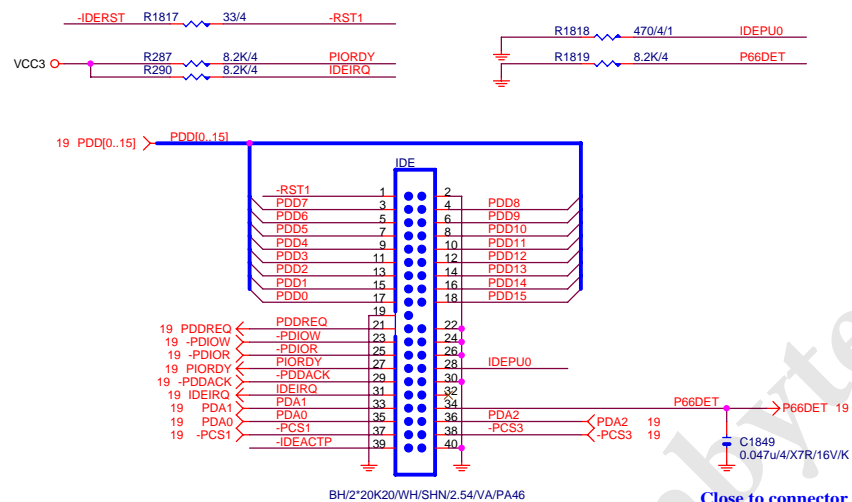 -IDERST R1817 33/4 -RST1
R1818 470/4/1 IDEPU0
VCC3 R287 8.2K/4 PIORDY
R290 8.2K/4 IDEIRQ
R1819 8.2K/4 P66DET
19 PDD[0..15] PDD[0..15]
IDE
-RST1 1 2
PDD7 3 4 PDD8
PDD6 5 6 PDD9
PDD5 7 8 PDD10
PDD4 9 10 PDD11
PDD3 11 12 PDD12
PDD2 13 14 PDD13
PDD1 15 16 PDD14
PDD0 17 18 PDD15
19
19 PDDREQ PDDREQ 21 22
19 -PDIOW -PDIOW 23 24
19 -PDIOR -PDIOR 25 26
19 PIORDY PIORDY 27 28 IDEPU0
19 -PDDACK -PDDACK 29 30
19 IDEIRQ IDEIRQ 31 32
19 PDA1 PDA1 33 34 P66DET P66DET 19
19 PDA0 PDA0 35 36 PDA2 PDA2 19
19 -PCS1 -PCS1 37 38 -PCS3 -PCS3 19
-IDEACTP 39 40
C1849
0.047u/4/X7R/16V/K
BH/2*20K20/WH/SHN/2.54/VA/PA46
Close to connector